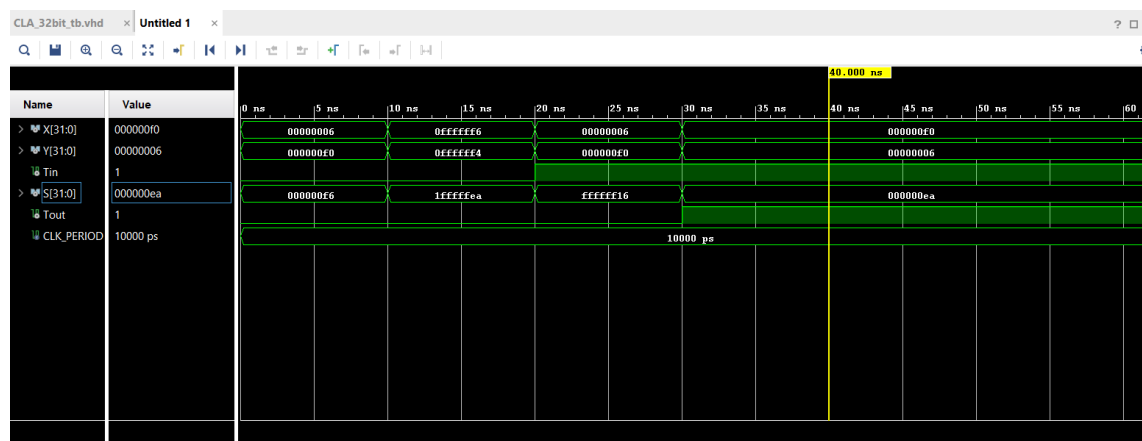 CLA_32bit_tb.vhd × Untitled 1 × ?
40.000 ns
Name Value 0 ns 5 ns 10 ns 15 ns 20 ns 25 ns 30 ns 35 ns 40 ns 45 ns 50 ns 55 ns 60
X[31:0] 000000f0 00000006 0ffffff6 00000006 000000f0
Y[31:0] 00000006 000000f0 0ffffff4 000000f0 00000006
Tin 1
S[31:0] 000000ea 000000f6 1fffffea ffffff16 000000ea
Tout 1
CLK_PERIOD 10000 ps 10000 ps